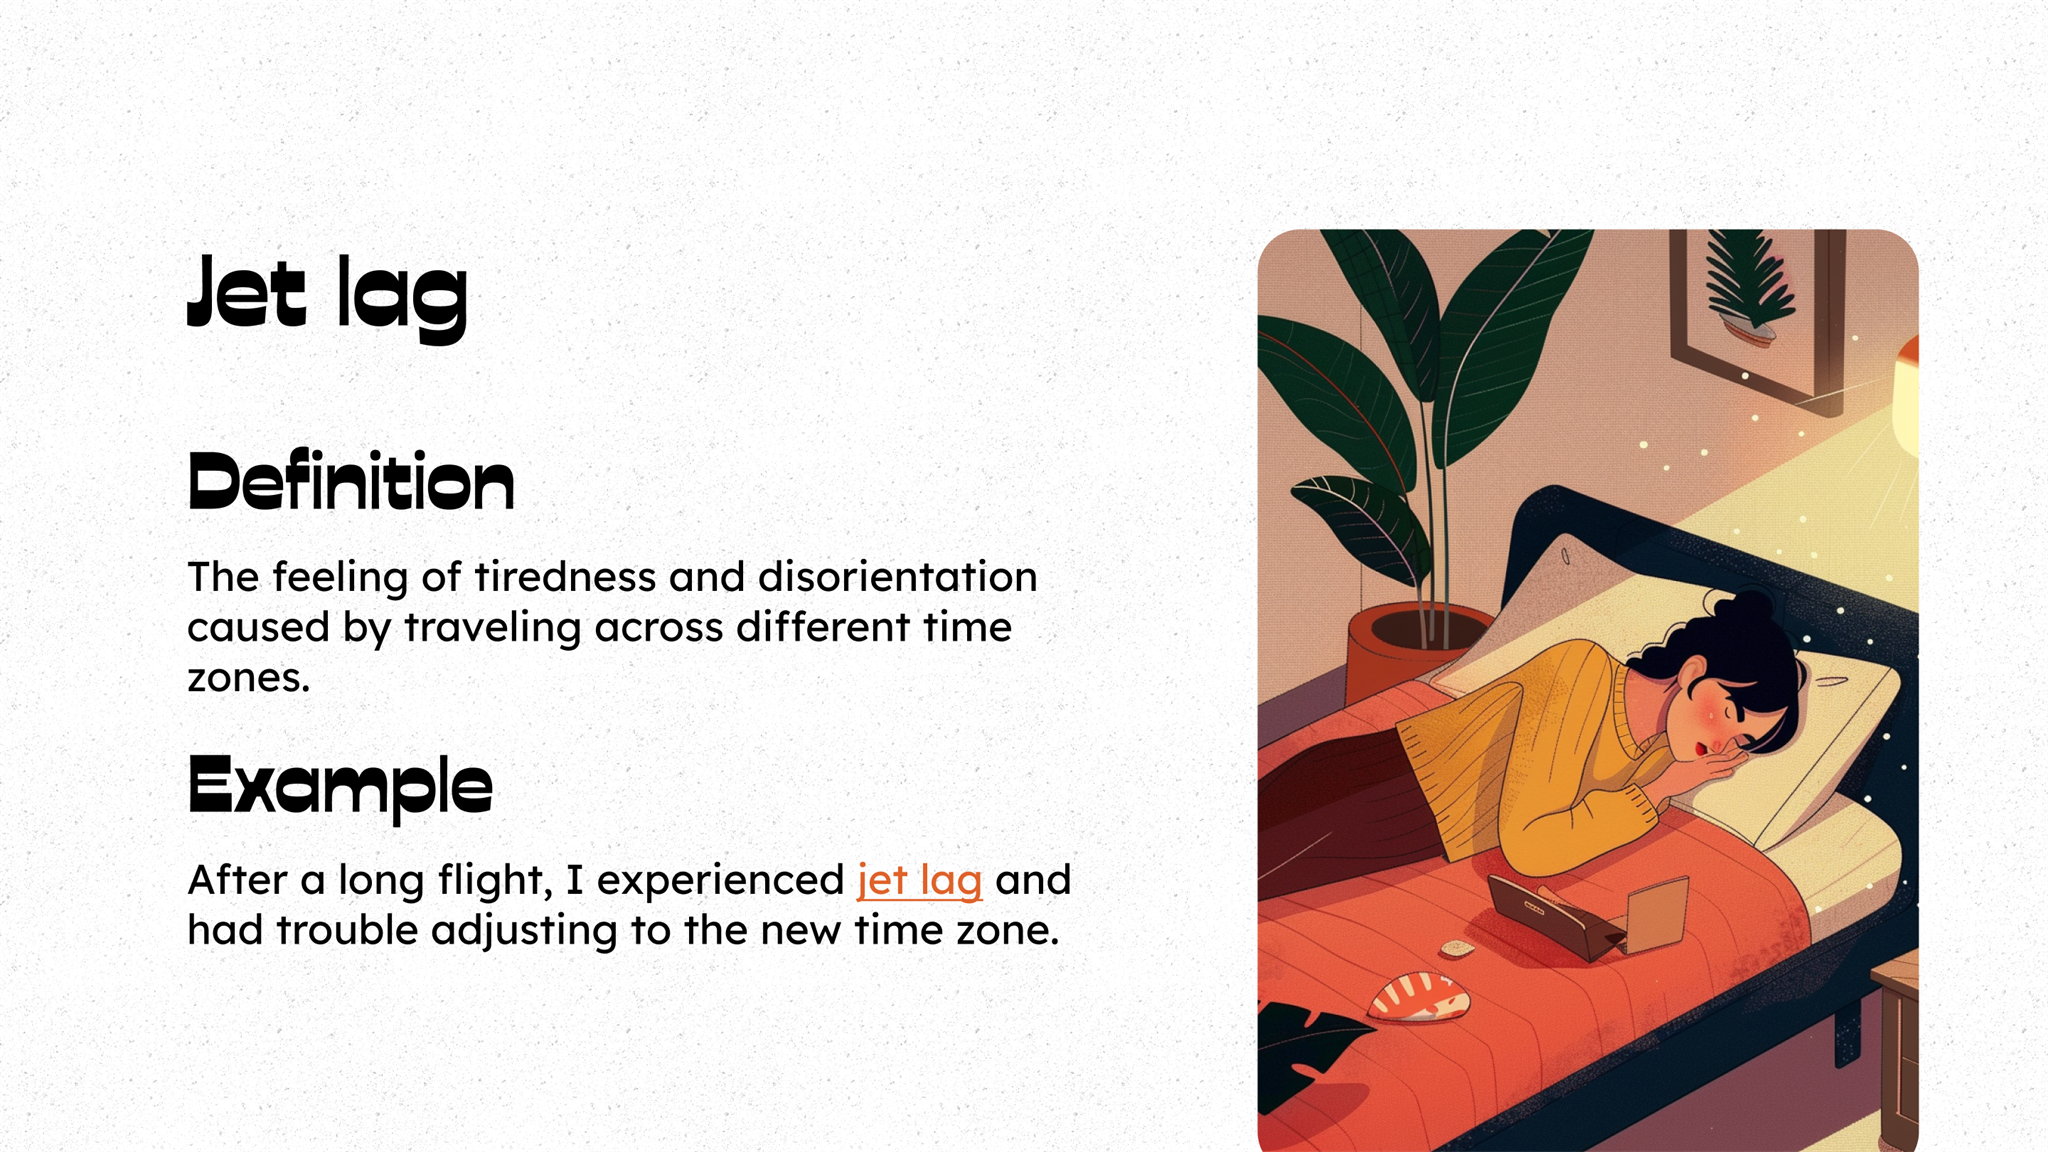 Jet lag
Definition
The feeling of tiredness and disorientation
caused by traveling across different time
zones.
Example
After a long flight, I experienced jet lag and
had trouble adjusting to the new time zone.